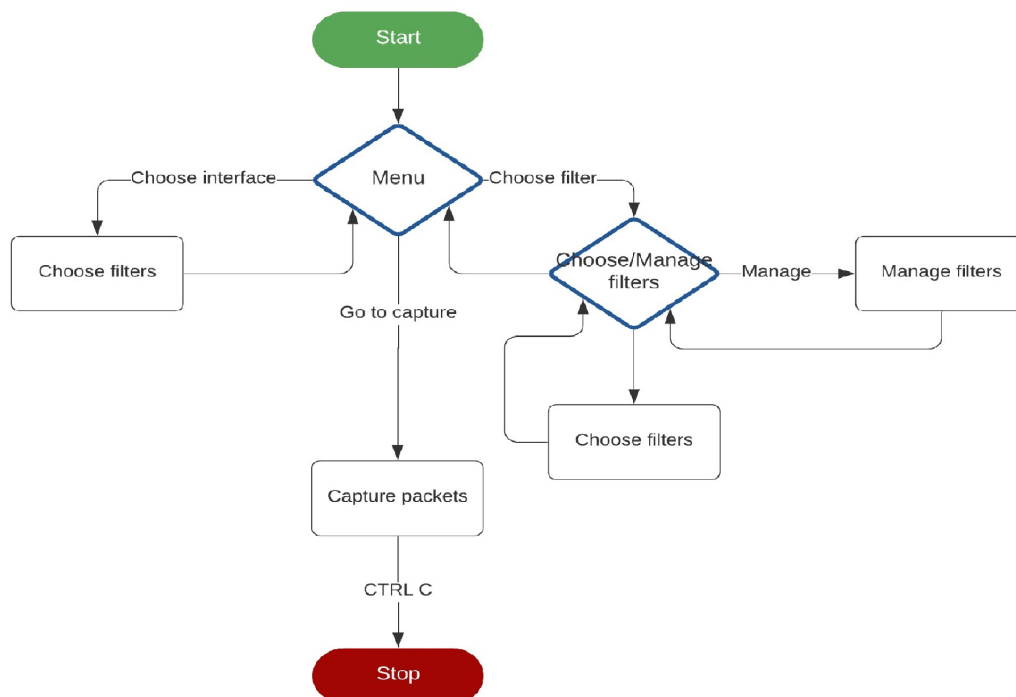 Start
Menu
Choose interface
Choose filter
Choose filters
Choose/Manage
filters
Manage
Manage filters
Go to capture
Choose filters
Capture packets
CTRL C
Stop